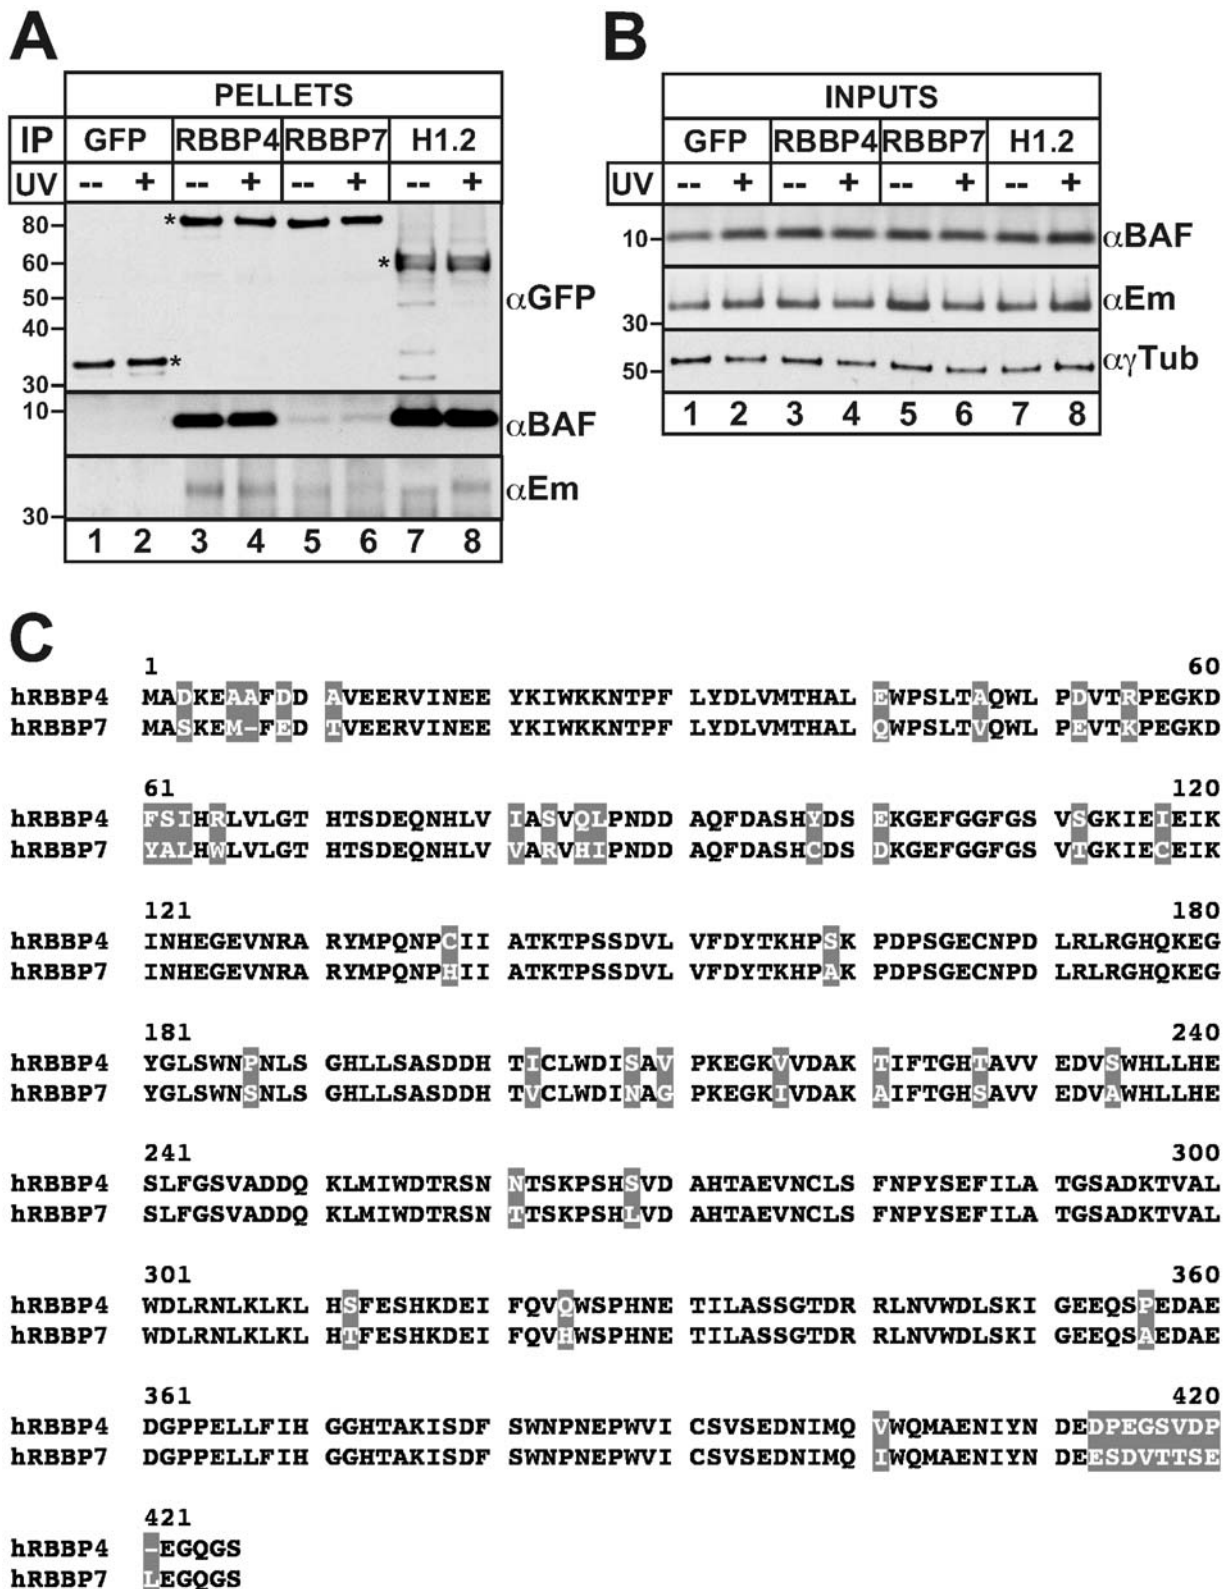 A
PELLETS
IP GFP RBBP4 RBBP7 H1.2
UV -- + -- + -- + -- +
80
*
60
*
50
αGFP
40
*
30
10
αBAF
αEm
30
1 2 3 4 5 6 7 8
B
INPUTS
GFP RBBP4 RBBP7 H1.2
UV -- + -- + -- + -- +
10 αBAF
αEm
30
50 αγTub
1 2 3 4 5 6 7 8
C
1 60
hRBBP4 MADKEAAFDD AVEERVINEE YKIWKKNTPF LYDLVMTHAL EWPSLTAQWL PDVTRPEGKD
hRBBP7 MASKEM-FED TVEERVINEE YKIWKKNTPF LYDLVMTHAL QWPSLTVQWL PEVTKPEGKD
61 120
hRBBP4 FSIHRLVLGT HTSDEQNHLV IASVQLPNDD AQFDASHYDS EKGEFGGFGS VSGKIEIEIK
hRBBP7 YALHWLVLGT HTSDEQNHLV VARVHIPNDD AQFDASHCDS DKGEFGGFGS VTGKIECEIK
121 180
hRBBP4 INHEGEVNRA RYMPQNPCII ATKTPSSDVL VFDYTKHPSK PDPSGECNPD LRLRGHQKEG
hRBBP7 INHEGEVNRA RYMPQNPHII ATKTPSSDVL VFDYTKHPAK PDPSGECNPD LRLRGHQKEG
181 240
hRBBP4 YGLSWNPNLS GHLLSASDDH TICLWDISAV PKEGKVVDAK TIFTGHTAVV EDVSWHLLHE
hRBBP7 YGLSWNSNLS GHLLSASDDH TVCLWDINAG PKEGKIVDAK AIFTGHSAVV EDVAWHLLHE
241 300
hRBBP4 SLFGSVADDQ KLMIWDTRSN NTSKPSHSVD AHTAEVNCLS FNPYSEFILA TGSADKTVAL
hRBBP7 SLFGSVADDQ KLMIWDTRSN TTSKPSHLVD AHTAEVNCLS FNPYSEFILA TGSADKTVAL
301 360
hRBBP4 WDLRNLKLKL HSFESHKDEI FQVQWSPHNE TILASSGTDR RLNVWDLSKI GEEQSPEDAE
hRBBP7 WDLRNLKLKL HTFESHKDEI FQVHWSPHNE TILASSGTDR RLNVWDLSKI GEEQSAEDAE
361 420
hRBBP4 DGPPELLFIH GGHTAKISDF SWNPNEPWVI CSVSEDNIMQ VWQMAENIYN DEDPEGSVDP
hRBBP7 DGPPELLFIH GGHTAKISDF SWNPNEPWVI CSVSEDNIMQ IWQMAENIYN DEESDVTTSE
421
hRBBP4 -EGQGS
hRBBP7 LEGQGS